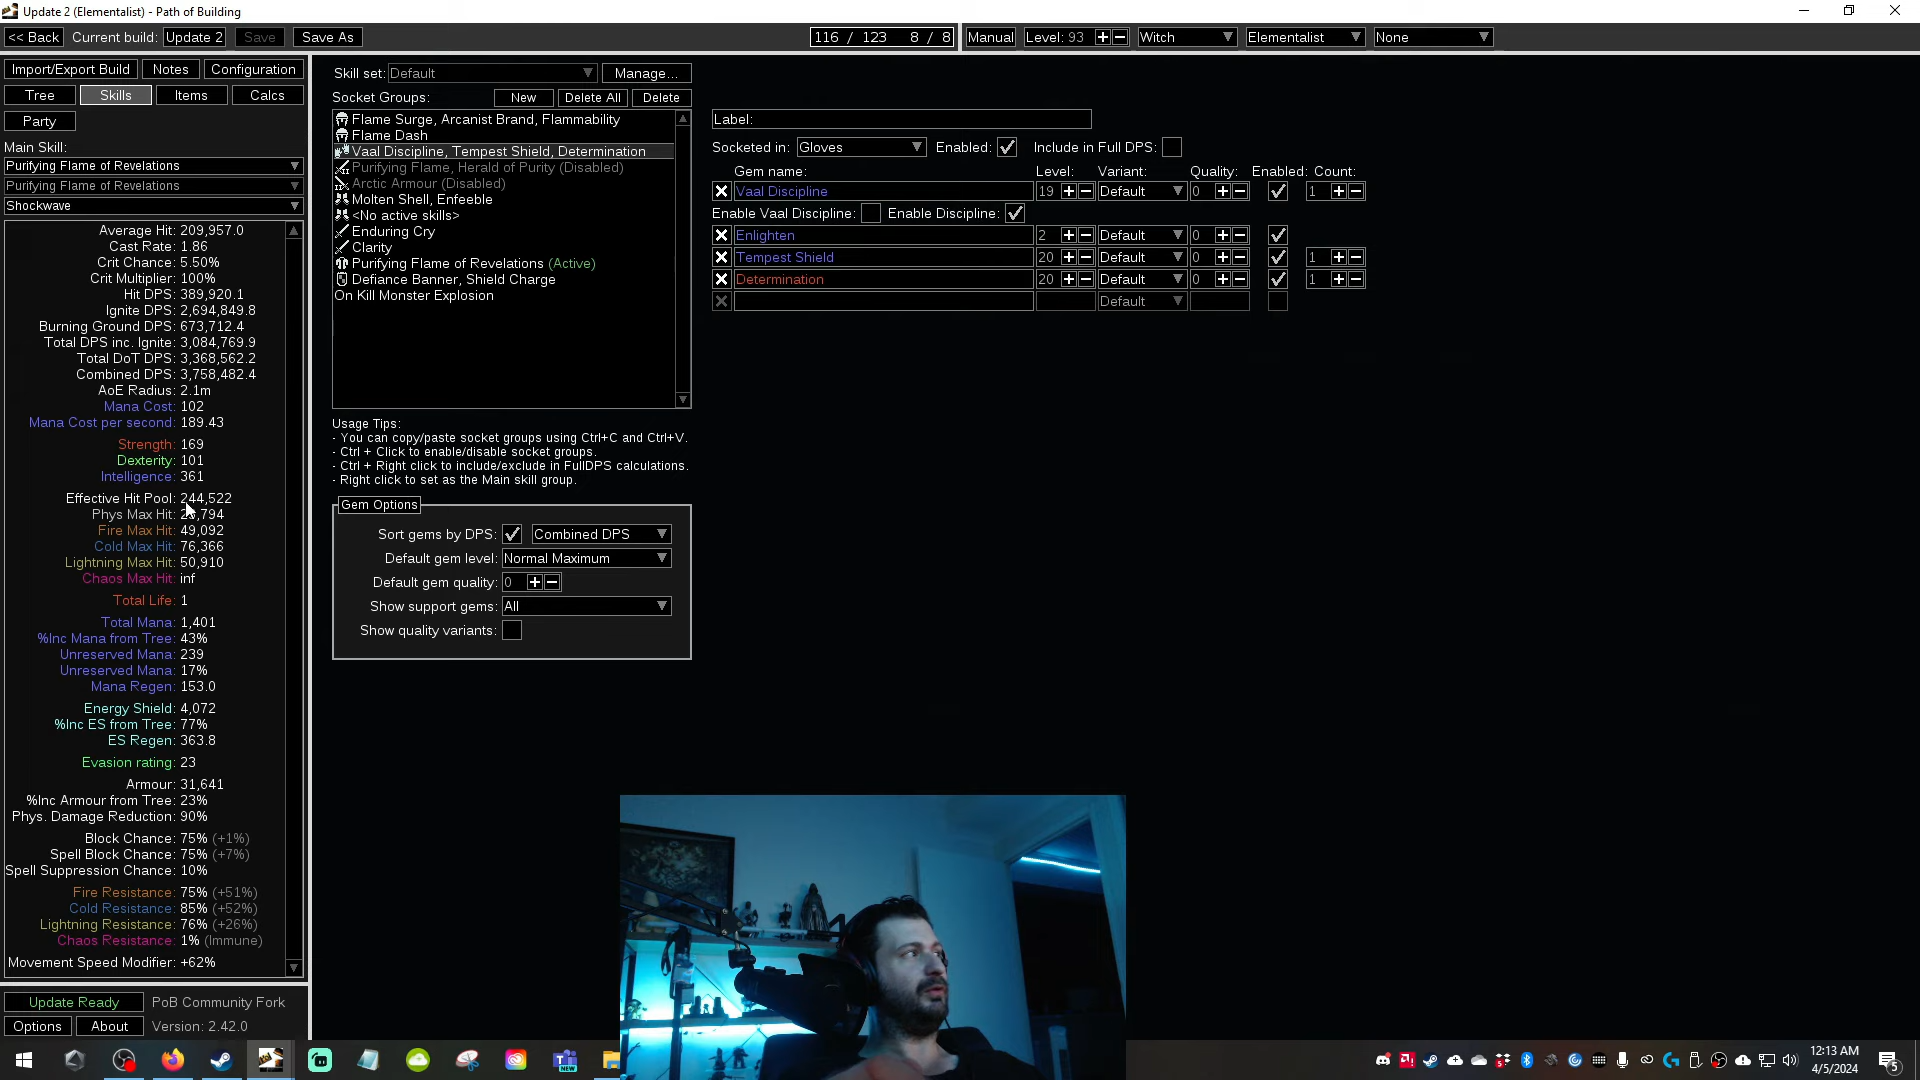 Update 2 (Elementalist) - Path of Building
<< Back Current build: Update 2 Save Save As 116 / 123 8 / 8 Manual Level: 93 Witch Elementalist None
Import/Export Build Notes Configuration
Tree Skills Items Calcs
Party
Main Skill:
Purifying Flame of Revelations
Purifying Flame of Revelations
Shockwave
Average Hit: 209,957.0
Cast Rate: 1.86
Crit Chance: 5.50%
Crit Multiplier: 100%
Hit DPS: 389,920.1
Ignite DPS: 2,694,849.8
Burning Ground DPS: 673,712.4
Total DPS inc. Ignite: 3,084,769.9
Total DoT DPS: 3,368,562.2
Combined DPS: 3,758,482.4
AoE Radius: 2.1m
Mana Cost: 102
Mana Cost per second: 189.43
Strength: 169
Dexterity: 101
Intelligence: 361
Effective Hit Pool: 244,522
Phys Max Hit:
Fire Max Hit: 49,092
Cold Max Hit: 76,366
Lightning Max Hit: 50,910
Chaos Max Hit: inf
Total Life: 1
Total Mana: 1,401
%Inc Mana from Tree: 43%
Unreserved Mana: 239
Unreserved Mana: 17%
Mana Regen: 153.0
Energy Shield: 4,072
%Inc ES from Tree: 77%
ES Regen: 363.8
Evasion rating: 23
Armour: 31,641
%Inc Armour from Tree: 23%
Phys. Damage Reduction: 90%
Block Chance: 75% (+1%)
Spell Block Chance: 75% (+7%)
Spell Suppression Chance: 10%
Fire Resistance: 75% (+51%)
Cold Resistance: 85% (+52%)
Lightning Resistance: 76% (+26%)
Chaos Resistance: 1% (Immune)
Movement Speed Modifier: +62%
Update Ready PoB Community Fork
Options About Version: 2.42.0
Skill set: Default Manage...
Socket Groups: New Delete All Delete
Flame Surge, Arcanist Brand, Flammability
Flame Dash
Vaal Discipline, Tempest Shield, Determination
Purifying Flame, Herald of Purity (Disabled)
Arctic Armour (Disabled)
Molten Shell, Enfeeble
<No active skills>
Enduring Cry
Clarity
Purifying Flame of Revelations (Active)
Defiance Banner, Shield Charge
On Kill Monster Explosion
Usage Tips:
- You can copy/paste socket groups using Ctrl+C and Ctrl+V.
- Ctrl + Click to enable/disable socket groups.
- Ctrl + Right click to include/exclude in FullDPS calculations.
- Right click to set as the Main skill group.
Gem Options
Sort gems by DPS: Combined DPS
Default gem level: Normal Maximum
Default gem quality: 0
Show support gems: All
Show quality variants:
Label:
Socketed in: Gloves Enabled: Include in Full DPS:
Gem name: Level: Variant: Quality: Enabled: Count:
Vaal Discipline 19 Default 0 1
Enable Vaal Discipline: Enable Discipline:
Enlighten 2 Default 0
Tempest Shield 20 Default 0 1
Determination 20 Default 0 1
Default
12:13 AM
4/5/2024
NEW
5